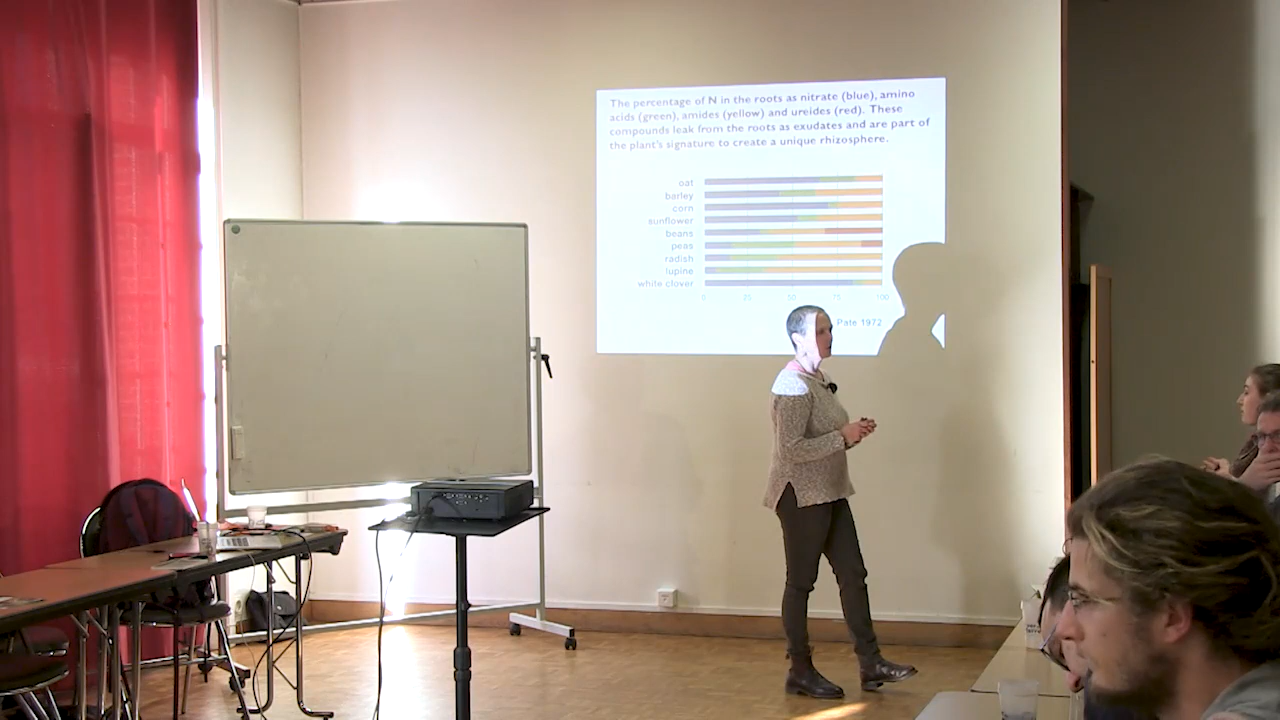 The percentage of N in the roots as nitrate (blue), amino
acids (green), amides (yellow) and ureides (red). These
compounds leak from the roots as exudates and are part of
the plant's signature to create a unique rhizosphere.
oat
barley
corn
sunflower
beans
peas
radish
lupine
white clover
0 25 50 75 100
Pate 1972